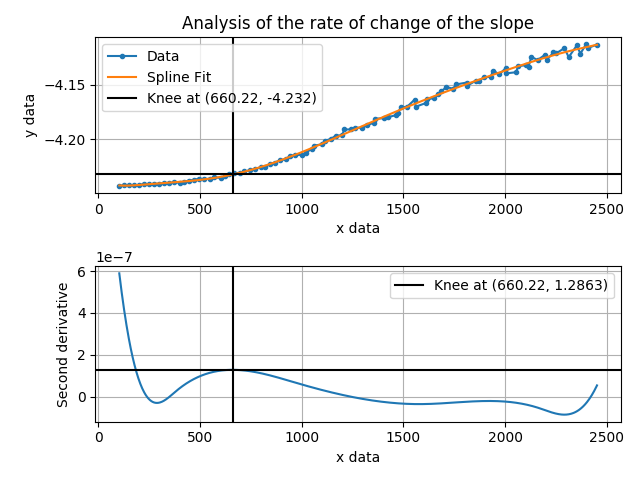 Analysis of the rate of change of the slope
Data
Spline Fit
Knee at (660.22, -4.232)
−4.15
−4.20
y data
0 500 1000 1500 2000 2500
x data
1e−7
Knee at (660.22, 1.2863)
6
4
2
0
Second derivative
0 500 1000 1500 2000 2500
x data